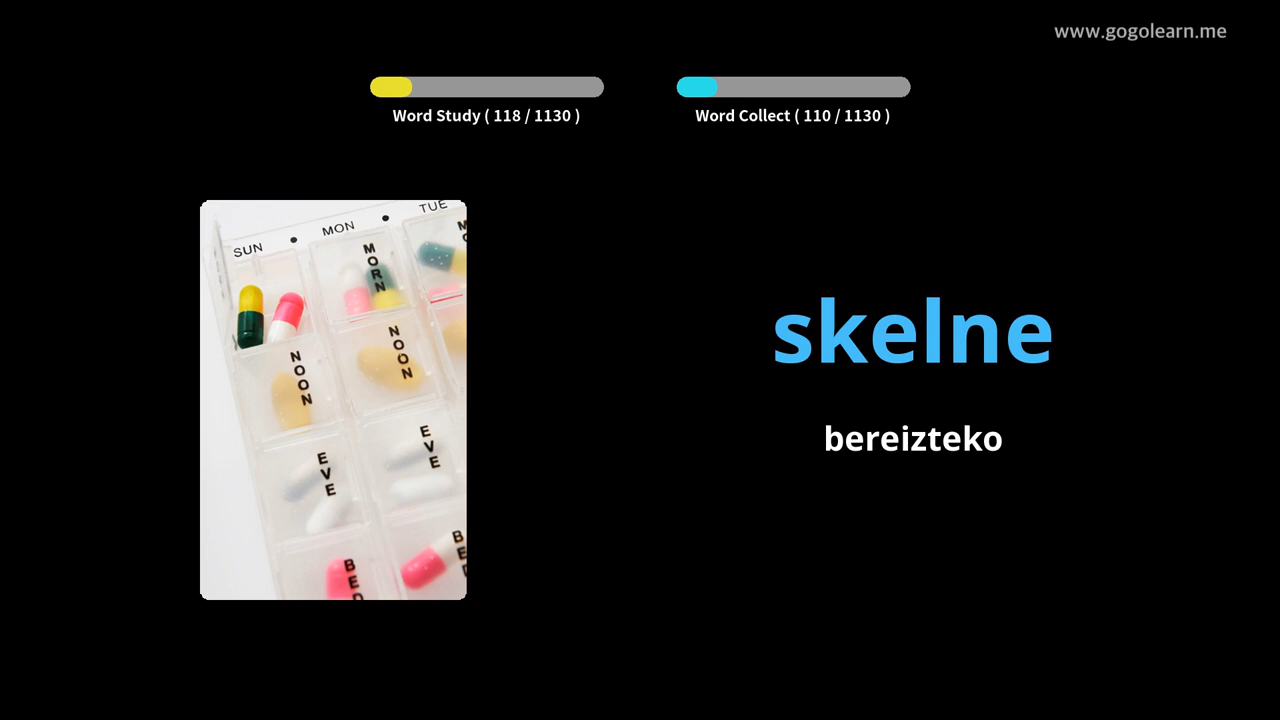 www.gogolearn.me
Word Study ( 118 / 1130 )
Word Collect ( 110 / 1130 )
SUN • MON • TUE
MORN
NOON
NOON
EVE
EVE
BED
skelne
bereizteko